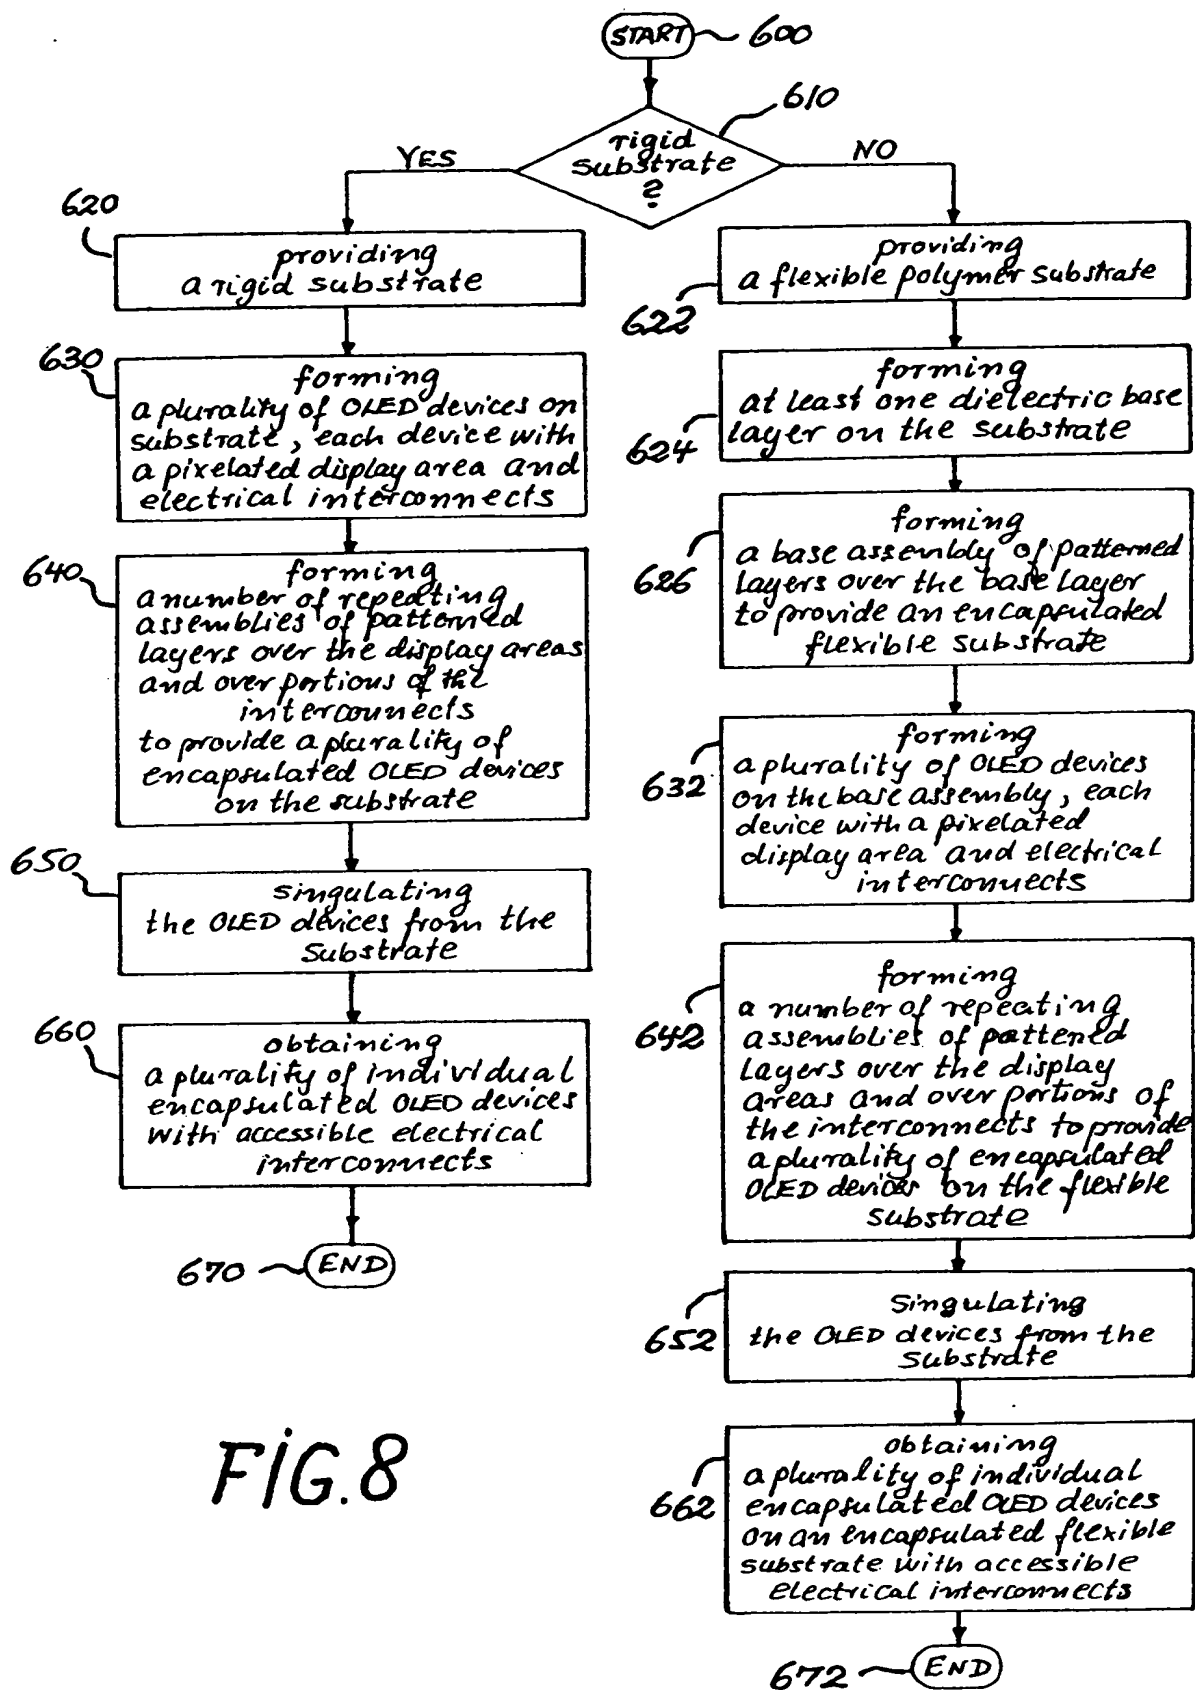 START
600
610
rigid
substrate
?
YES
NO
620
providing
a rigid substrate
630
forming
a plurality of OLED devices on
substrate, each device with
a pixelated display area and
electrical interconnects
640
forming
a number of repeating
assemblies of patterned
layers over the display areas
and over portions of the
interconnects
to provide a plurality of
encapsulated OLED devices
on the substrate
650
singulating
the OLED devices from the
substrate
660
obtaining
a plurality of individual
encapsulated OLED devices
with accessible electrical
interconnects
670
END
providing
a flexible polymer substrate
622
forming
at least one dielectric base
layer on the substrate
624
forming
a base assembly of patterned
layers over the base layer
to provide an encapsulated
flexible substrate
626
forming
a plurality of OLED devices
on the base assembly, each
device with a pixelated
display area and electrical
interconnects
632
forming
a number of repeating
assemblies of pattened
layers over the display
areas and over portions of
the interconnects to provide
a plurality of encapsulated
OLED devices on the flexible
substrate
642
Singulating
the OLED devices from the
substrate
652
obtaining
a plurality of individual
encapsulated OLED devices
on an encapsulated flexible
substrate with accessible
electrical interconnects
662
672
END
FIG.8